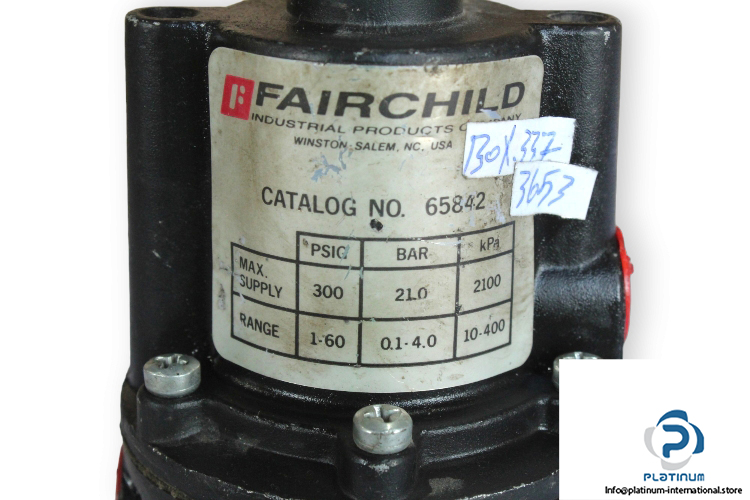 FAIRCHILD
INDUSTRIAL PRODUCTS COMPANY
WINSTON-SALEM, NC, USA
BOX.337
3653
CATALOG NO. 65842
PSIG BAR kPa
MAX. SUPPLY 300 21.0 2100
RANGE 1-60 0.1-4.0 10-400
PLATINUM
Info@platinum-international.store